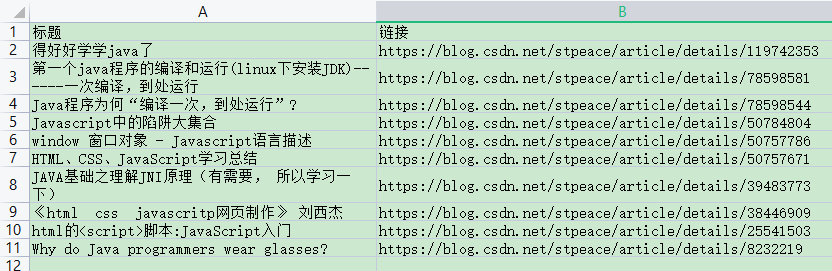 A B
1 标题 链接
2 得好好学学java了 https://blog.csdn.net/stpeace/article/details/119742353
第一个java程序的编译和运行(linux下安装JDK)--
3 -----一次编译，到处运行 https://blog.csdn.net/stpeace/article/details/78598581
4 Java程序为何“编译一次，到处运行”？ https://blog.csdn.net/stpeace/article/details/78598544
5 Javascript中的陷阱大集合 https://blog.csdn.net/stpeace/article/details/50784804
6 window 窗口对象 - Javascript语言描述 https://blog.csdn.net/stpeace/article/details/50757786
7 HTML、CSS、JavaScript学习总结 https://blog.csdn.net/stpeace/article/details/50757671
JAVA基础之理解JNI原理（有需要， 所以学习一
8 下） https://blog.csdn.net/stpeace/article/details/39483773
9 《html css javascritp网页制作》 刘西杰 https://blog.csdn.net/stpeace/article/details/38446909
10 html的<script>脚本:JavaScript入门 https://blog.csdn.net/stpeace/article/details/25541503
11 Why do Java programmers wear glasses? https://blog.csdn.net/stpeace/article/details/8232219
12